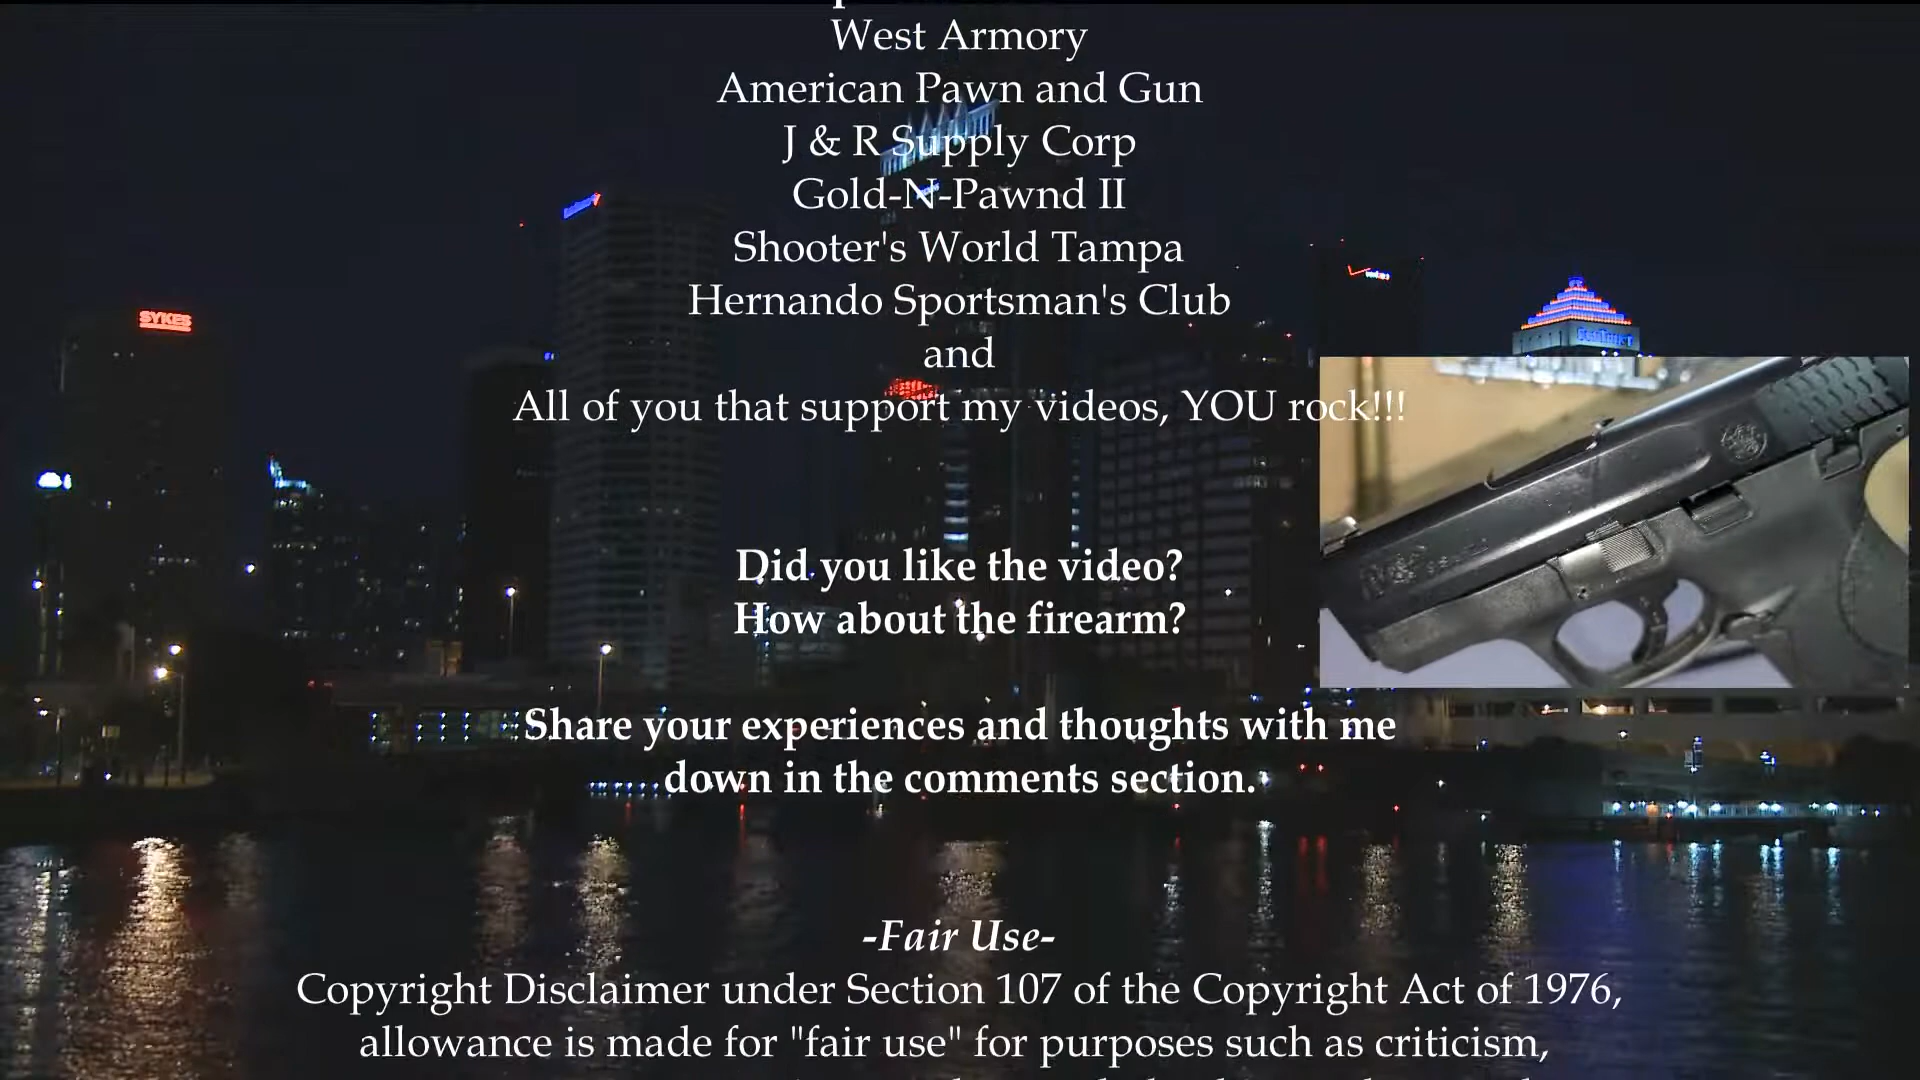 West Armory
American Pawn and Gun
J & R Supply Corp
Gold-N-Pawnd II
Shooter's World Tampa
Hernando Sportsman's Club
and
All of you that support my videos, YOU rock!!!
SYKES
Did you like the video?
How about the firearm?
Share your experiences and thoughts with me
down in the comments section.
-Fair Use-
Copyright Disclaimer under Section 107 of the Copyright Act of 1976,
allowance is made for "fair use" for purposes such as criticism,